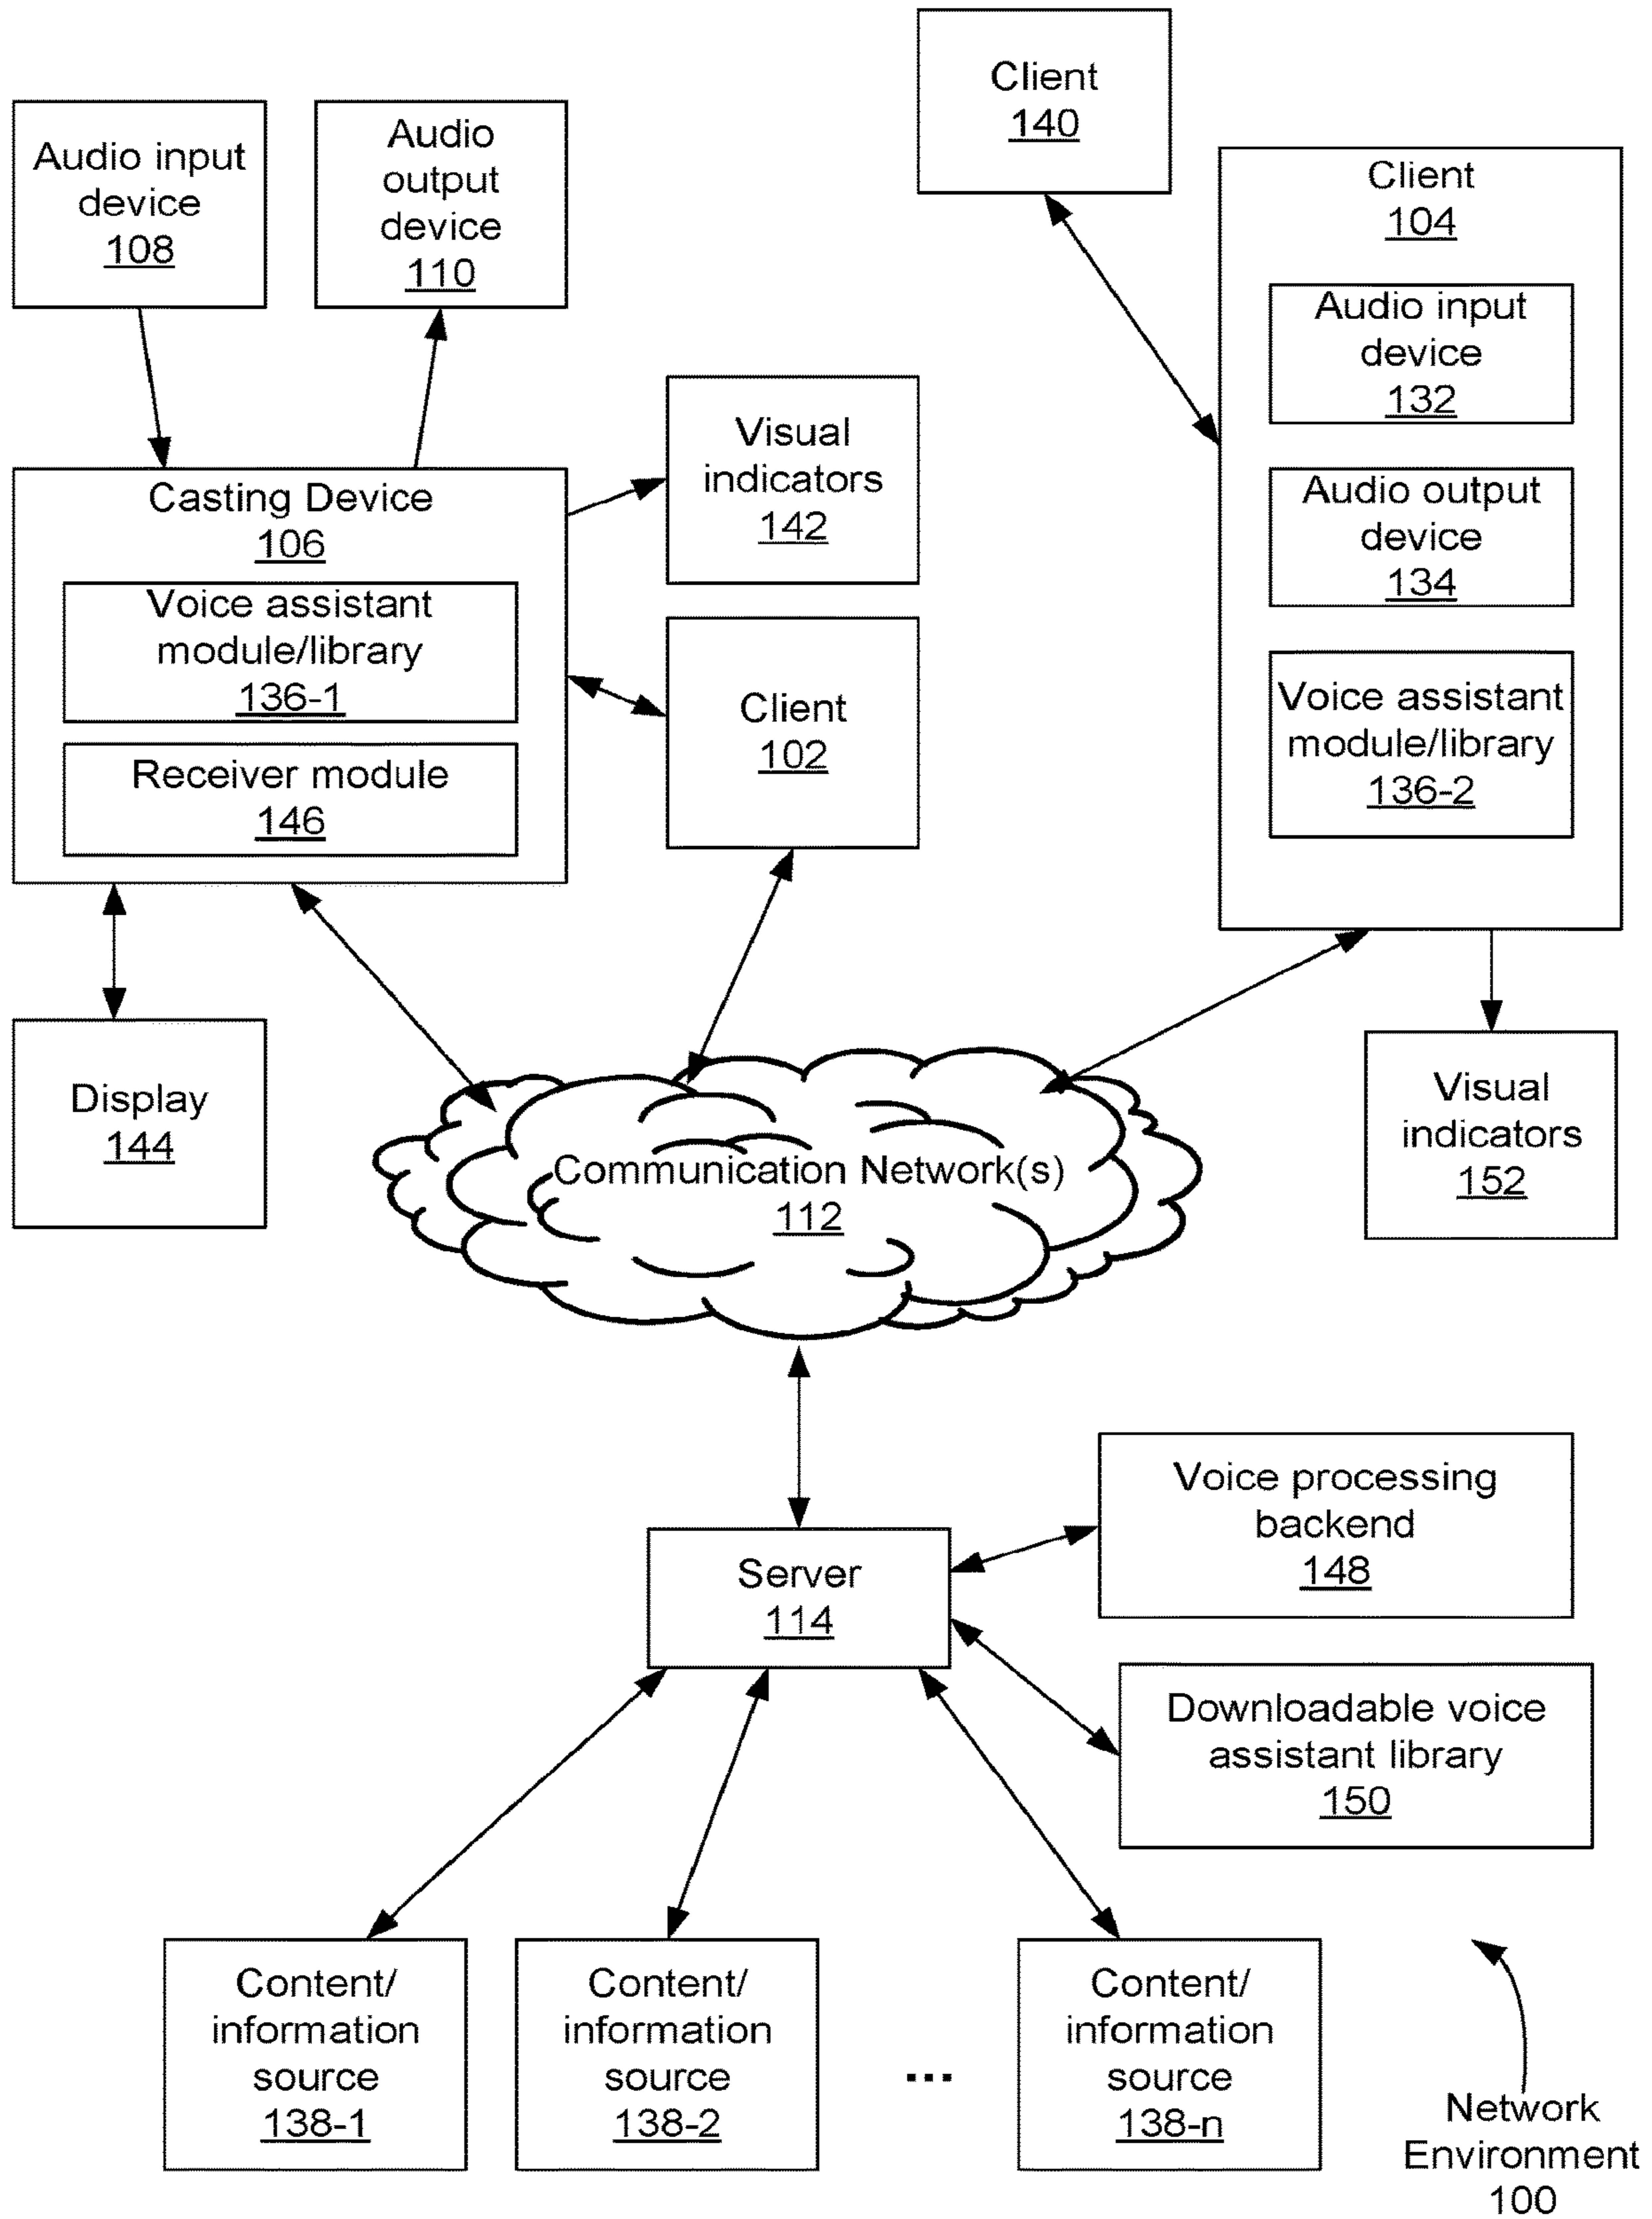 Client
140
Audio input
device
108
Audio
output
device
110
Client
104
Audio input
device
132
Audio output
device
134
Voice assistant
module/library
136-2
Visual
indicators
142
Casting Device
106
Voice assistant
module/library
136-1
Receiver module
146
Client
102
Display
144
Visual
indicators
152
Communication Network(s)
112
Voice processing
backend
148
Server
114
Downloadable voice
assistant library
150
Content/
information
source
138-1
Content/
information
source
138-2
...
Content/
information
source
138-n
Network
Environment
100